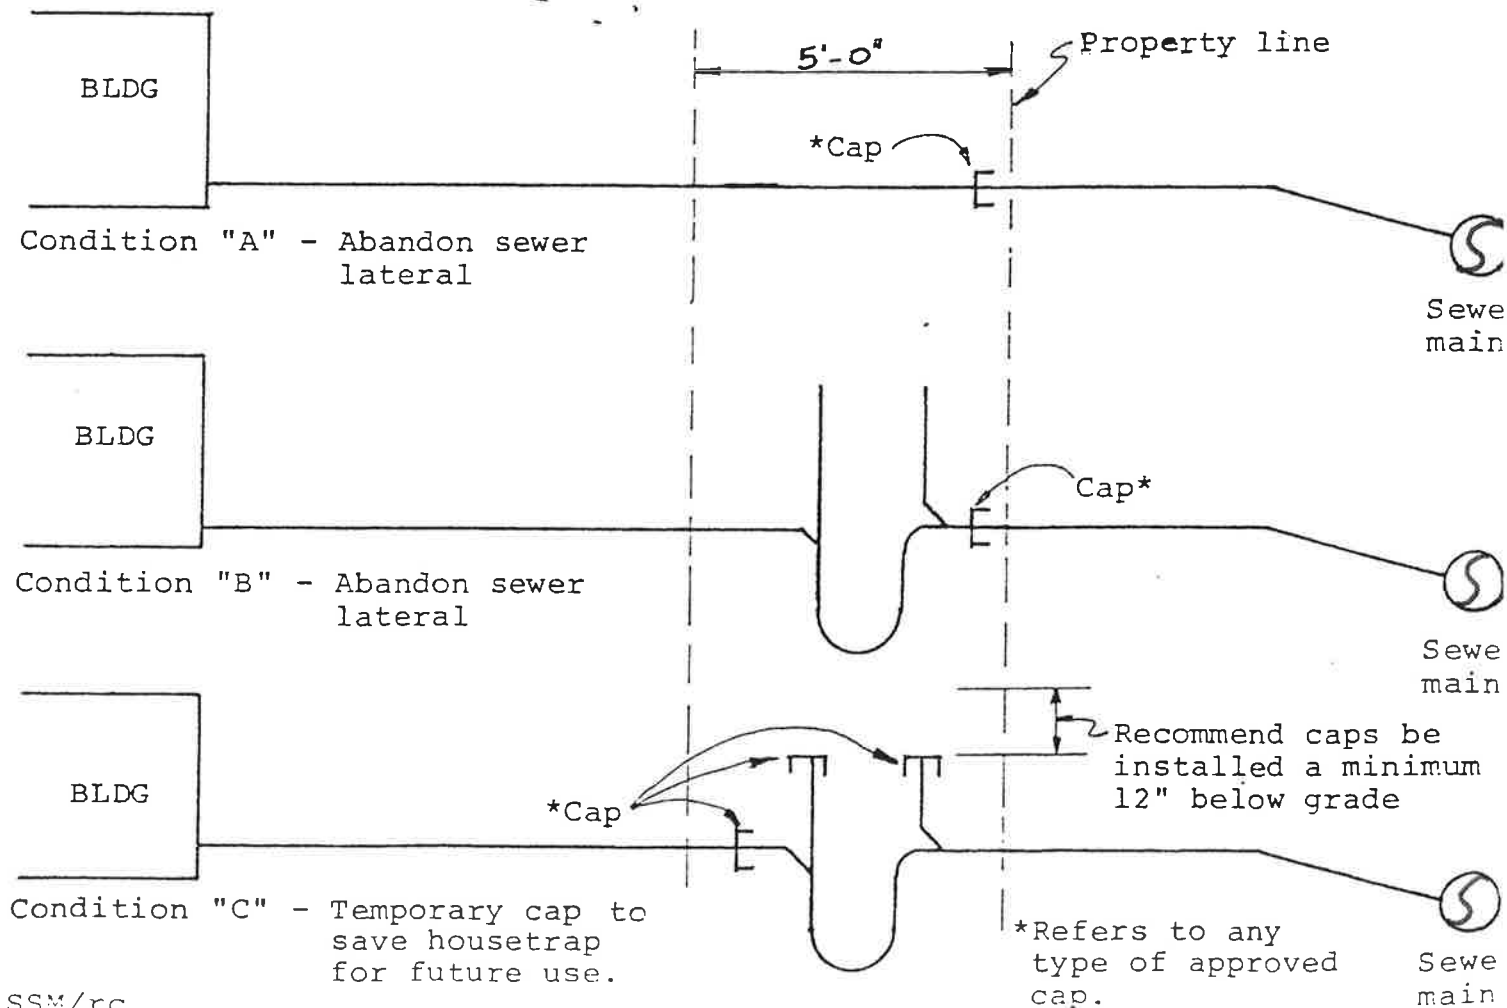 5'-0"
Property line
BLDG
*Cap
Condition "A" - Abandon sewer
lateral
Sewe
main
BLDG
Cap*
Condition "B" - Abandon sewer
lateral
Sewe
main
Recommend caps be
installed a minimum
12" below grade
BLDG
*Cap
Condition "C" - Temporary cap to
save housetrap
for future use.
*Refers to any
type of approved
cap.
Sewe
main
SSM/rc